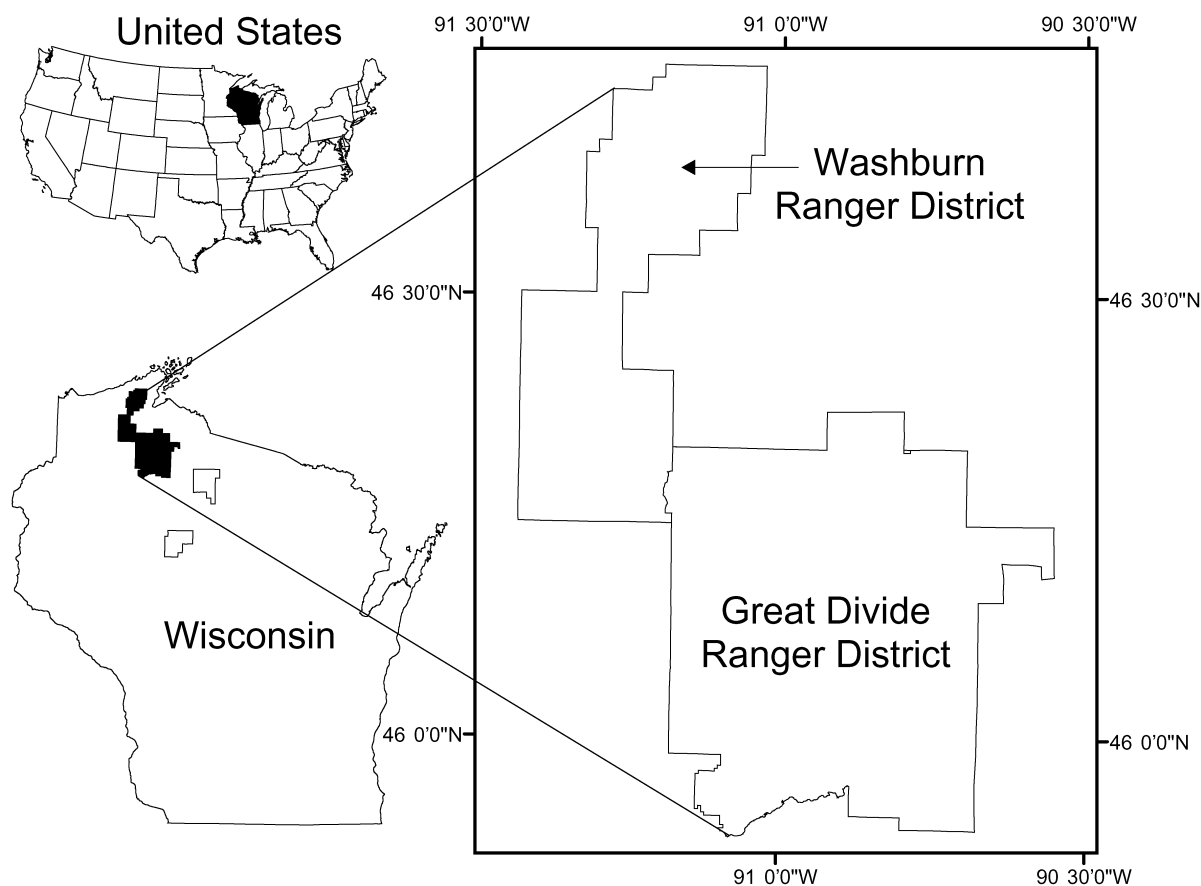 United States
91 30'0"W
91 0'0"W
90 30'0"W
Washburn
Ranger District
46 30'0"N
46 30'0"N
Great Divide
Ranger District
Wisconsin
46 0'0"N
46 0'0"N
91 0'0"W
90 30'0"W